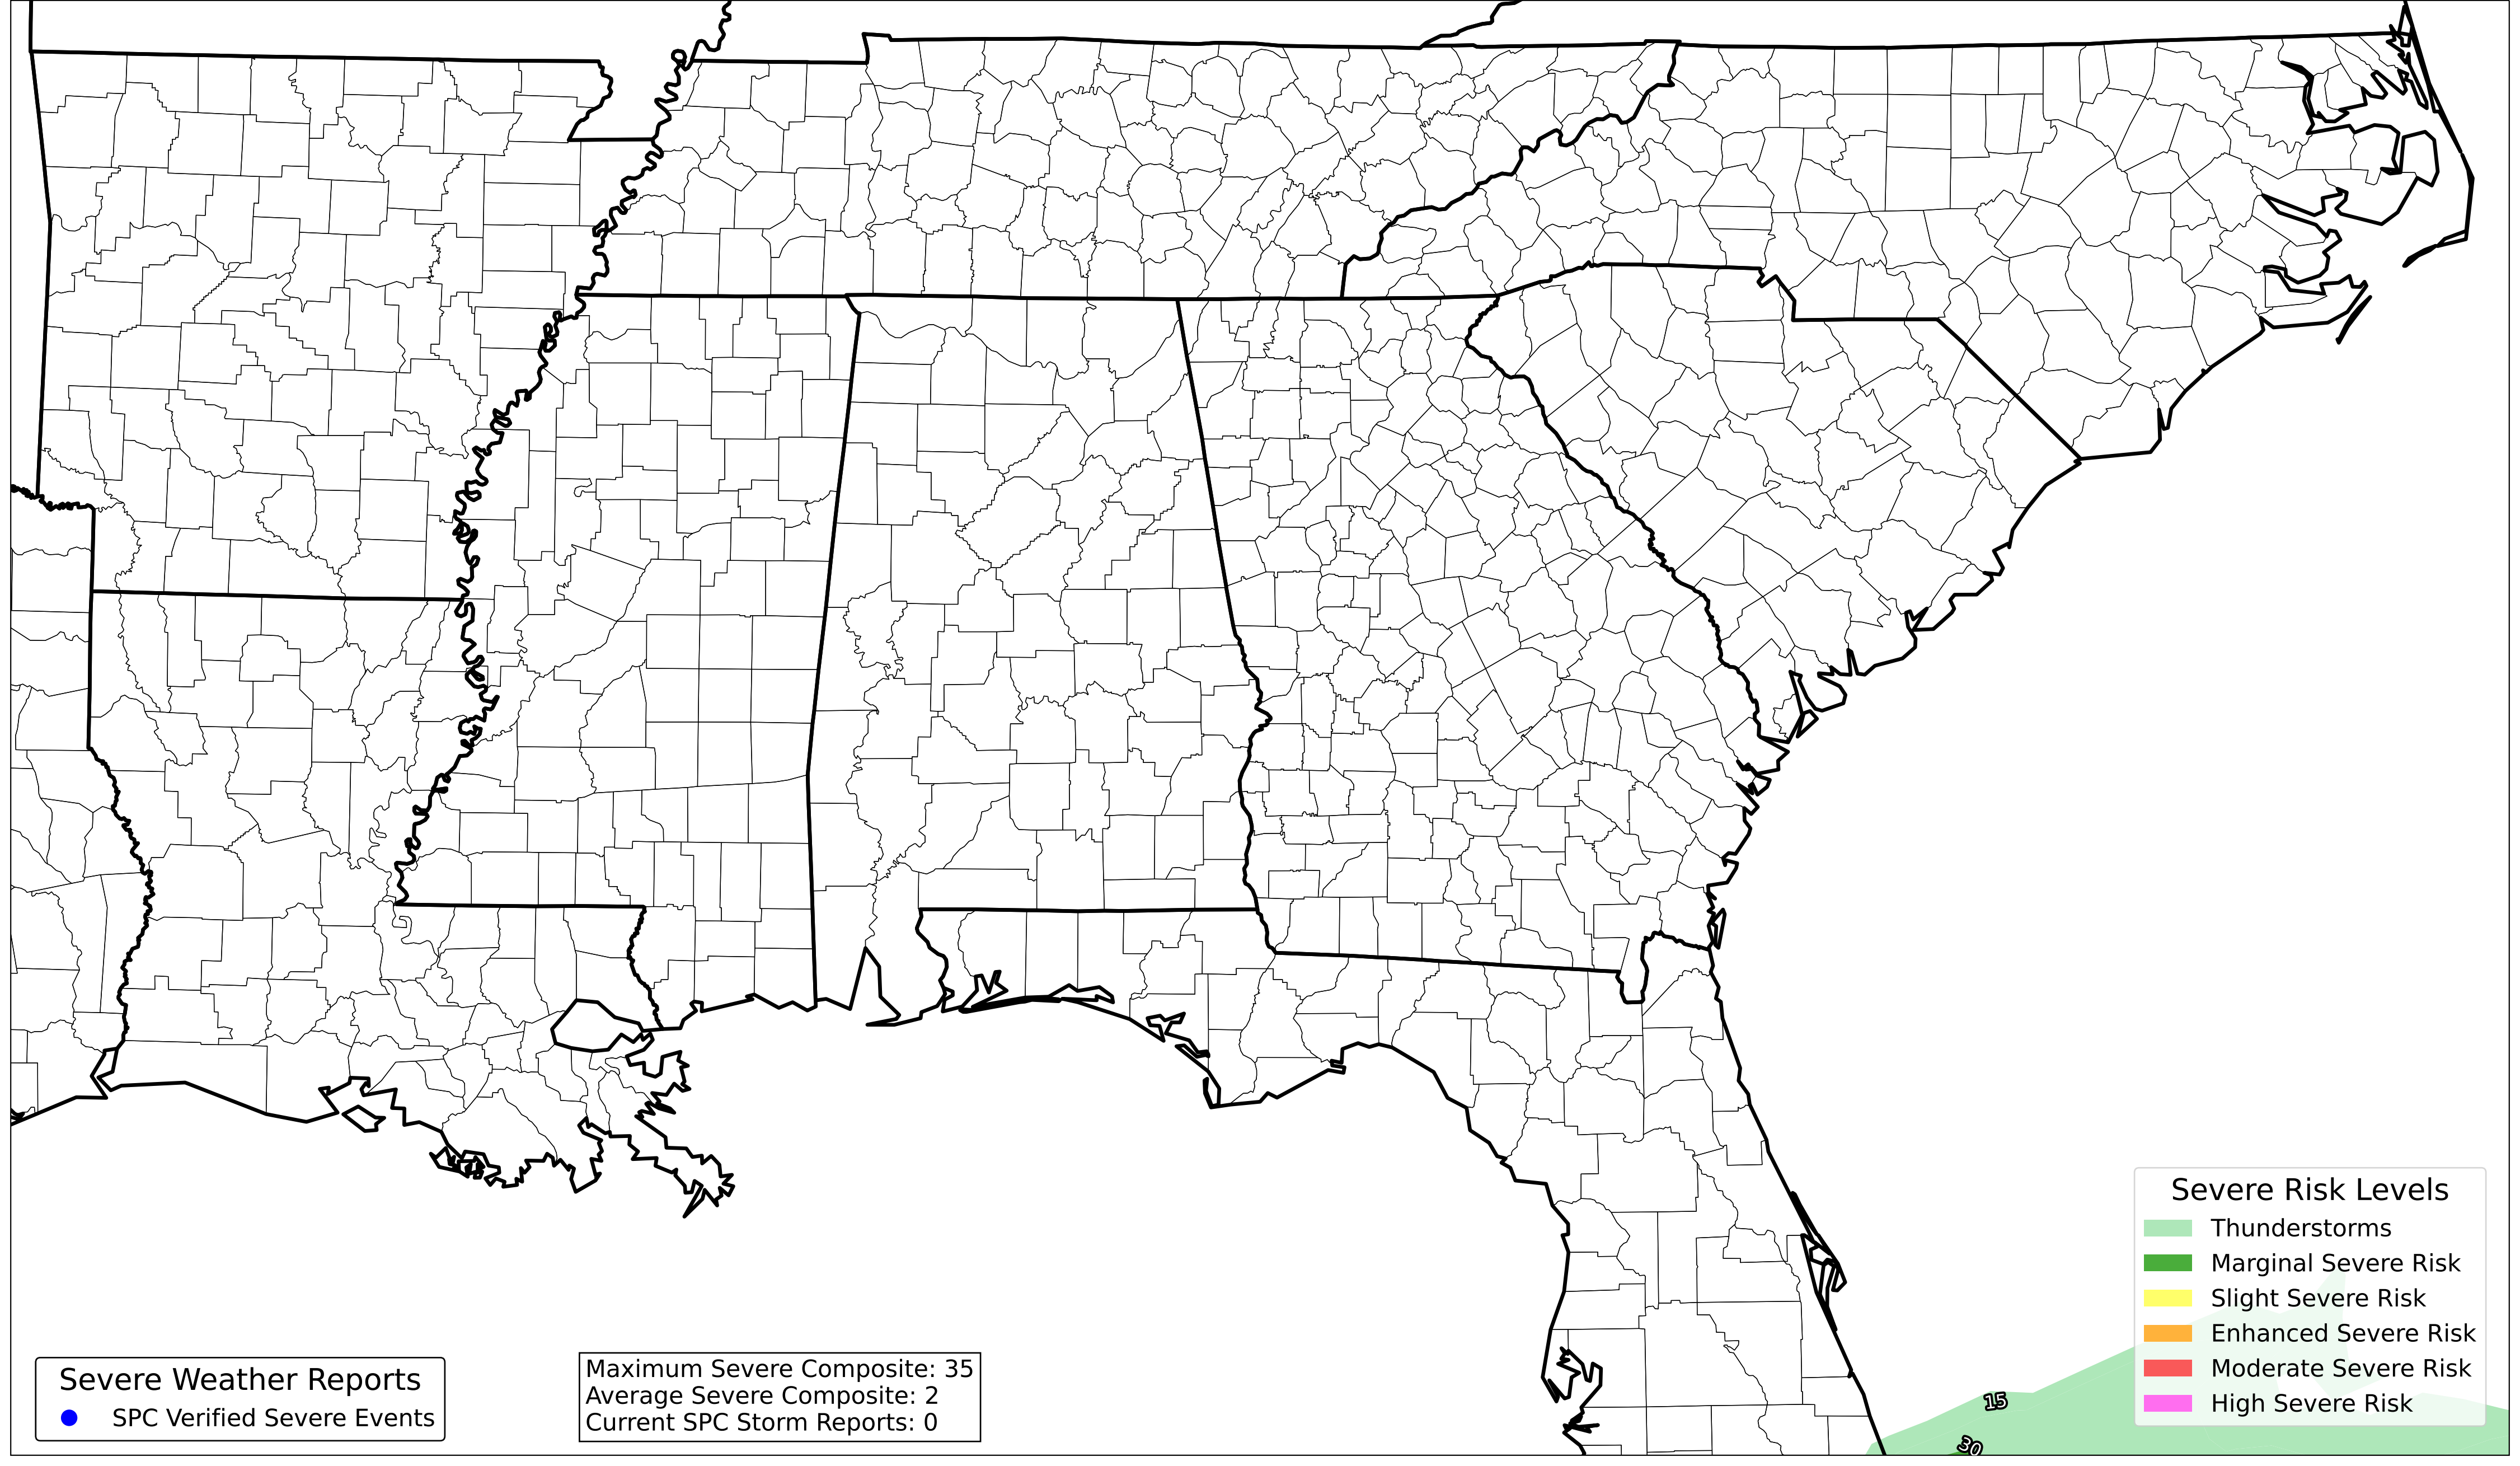 Severe Risk Levels
Thunderstorms
Marginal Severe Risk
Slight Severe Risk
Enhanced Severe Risk
Moderate Severe Risk
High Severe Risk
15
30
Severe Weather Reports
SPC Verified Severe Events
Maximum Severe Composite: 35
Average Severe Composite: 2
Current SPC Storm Reports: 0